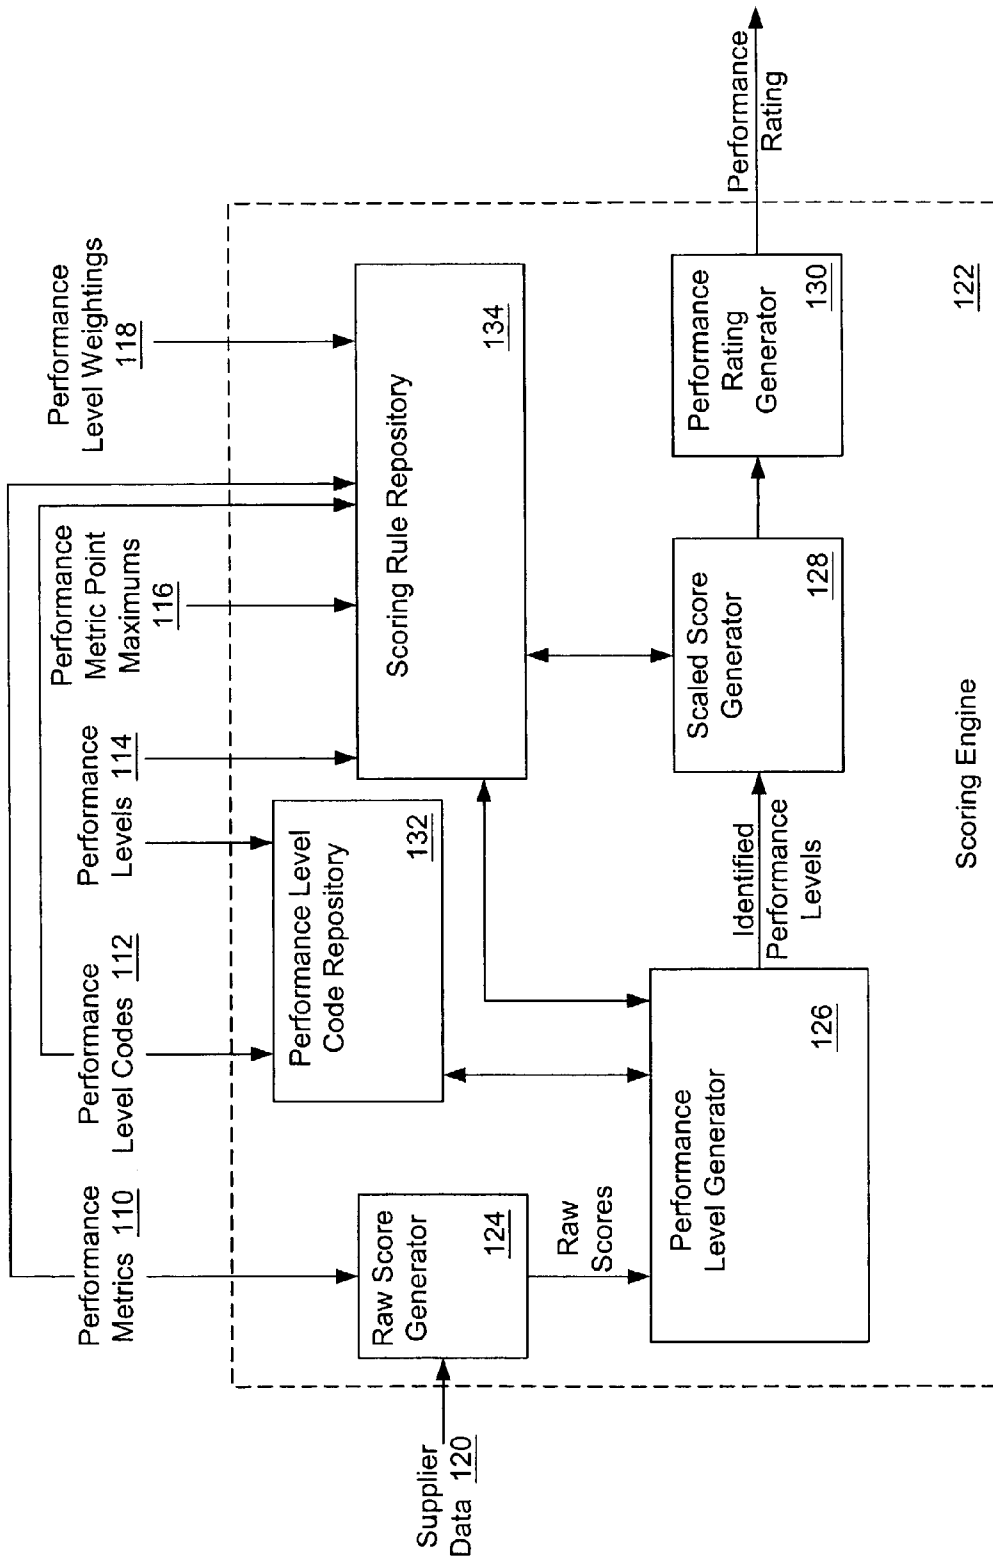 Performance
Metrics 110
Performance
Level Codes 112
Performance
Levels 114
Performance
Metric Point
Maximums
116
Performance
Level Weightings
118
Supplier
Data 120
Raw Score
Generator
124
Raw
Scores
Performance Level
Code Repository
132
Scoring Rule Repository
134
Performance
Level Generator
126
Identified
Performance
Levels
Scaled Score
Generator
128
Performance
Rating
Generator
130
Performance
Rating
Scoring Engine
122